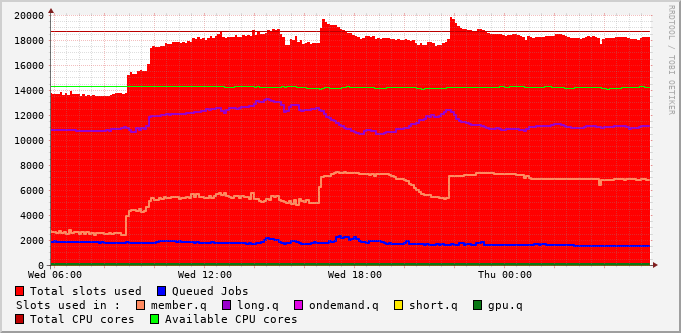 RRDTOOL / TOBI OETIKER
20000
18000
16000
14000
12000
10000
8000
6000
4000
2000
0
Wed 06:00 Wed 12:00 Wed 18:00 Thu 00:00
Total slots used Queued Jobs
Slots used in : member.q long.q ondemand.q short.q gpu.q
Total CPU cores Available CPU cores